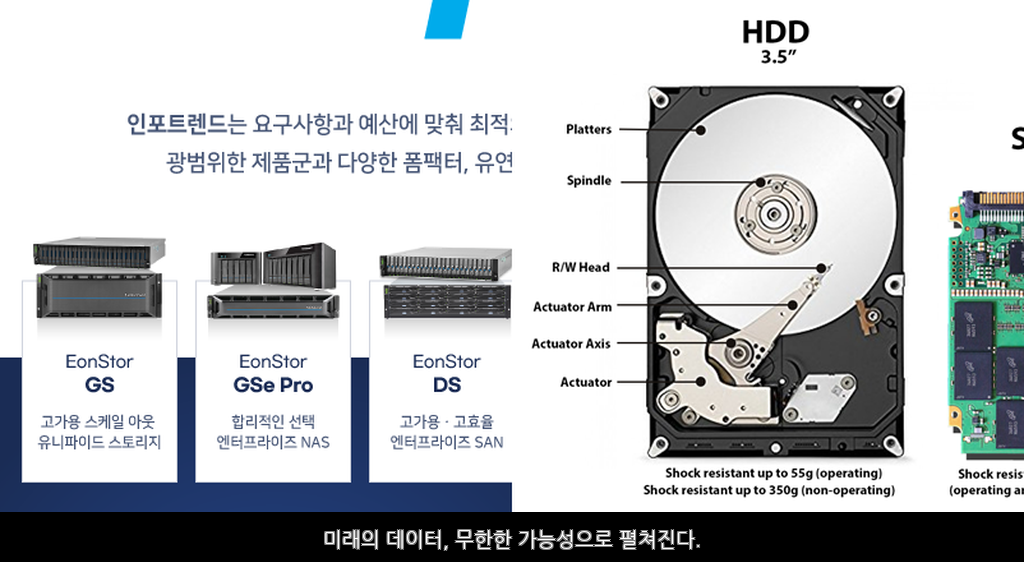 인포트렌드는 요구사항과 예산에 맞춰 최적
광범위한 제품군과 다양한 폼팩터, 유연
EonStor
GS
고가용 스케일 아웃
유니파이드 스토리지
EonStor
GSe Pro
합리적인 선택
엔터프라이즈 NAS
EonStor
DS
고가용 · 고효율
엔터프라이즈 SAN
HDD
3.5”
Platters
Spindle
R/W Head
Actuator Arm
Actuator Axis
Actuator
Shock resistant up to 55g (operating)
Shock resistant up to 350g (non-operating)
S
Shock resis
(operating a
미래의 데이터, 무한한 가능성으로 펼쳐진다.